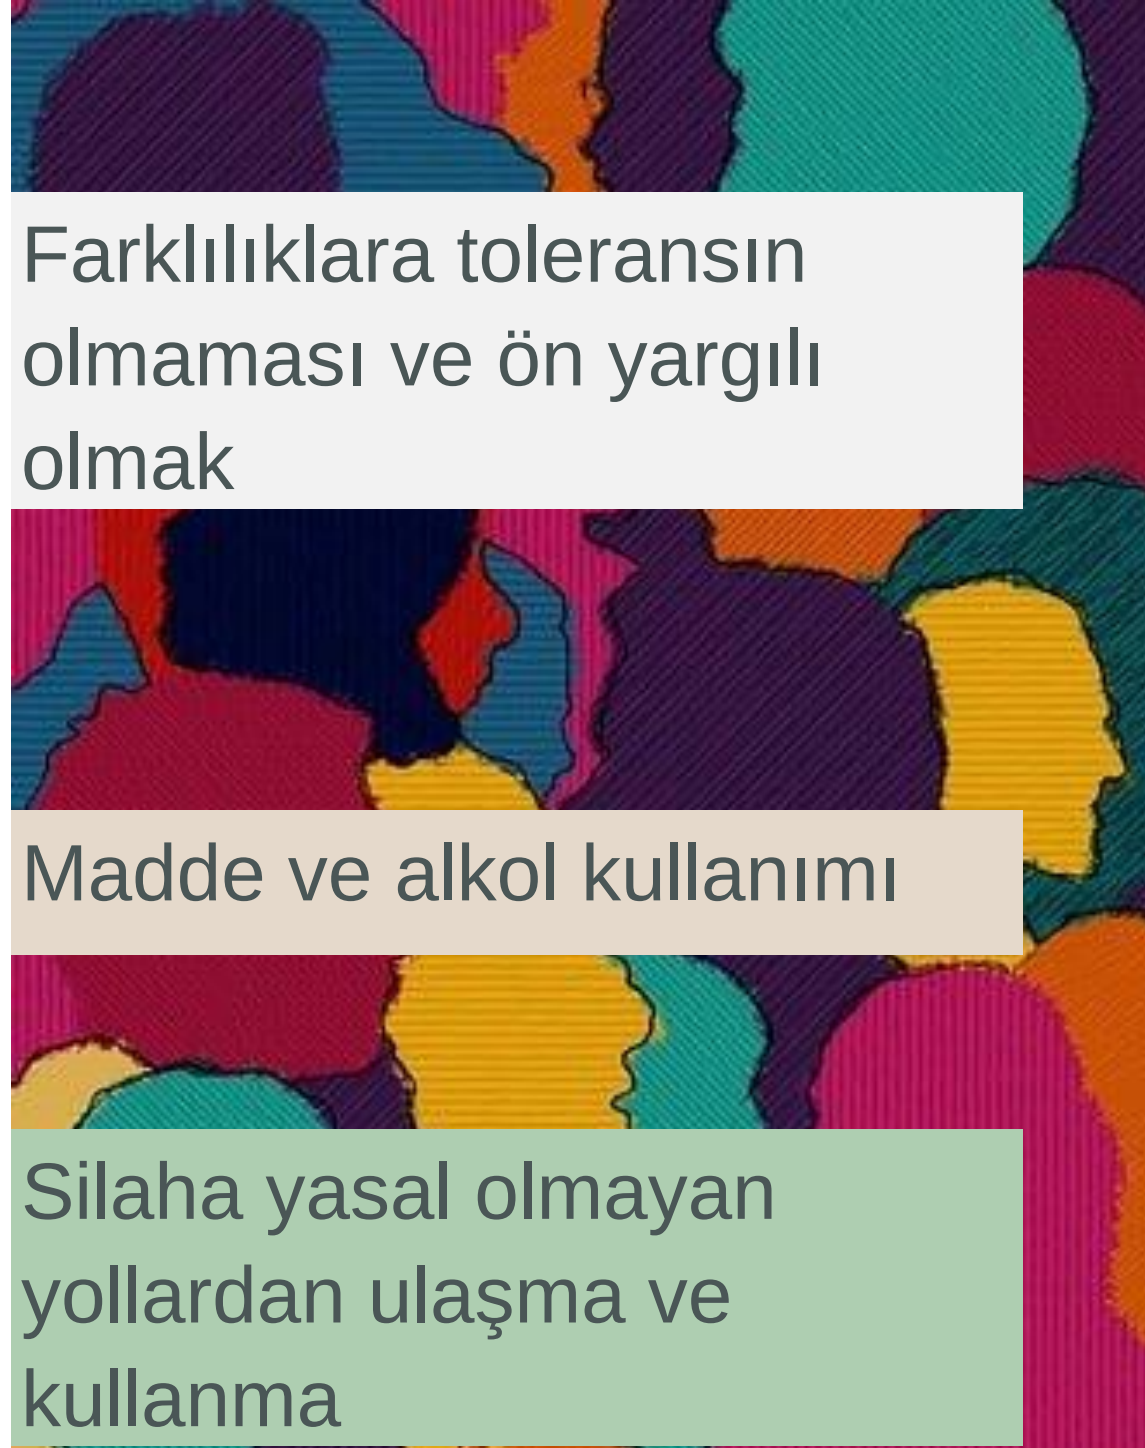 Farklılıklara toleransın
olmaması ve ön yargılı
olmak
Madde ve alkol kullanımı
Silaha yasal olmayan
yollardan ulaşma ve
kullanma